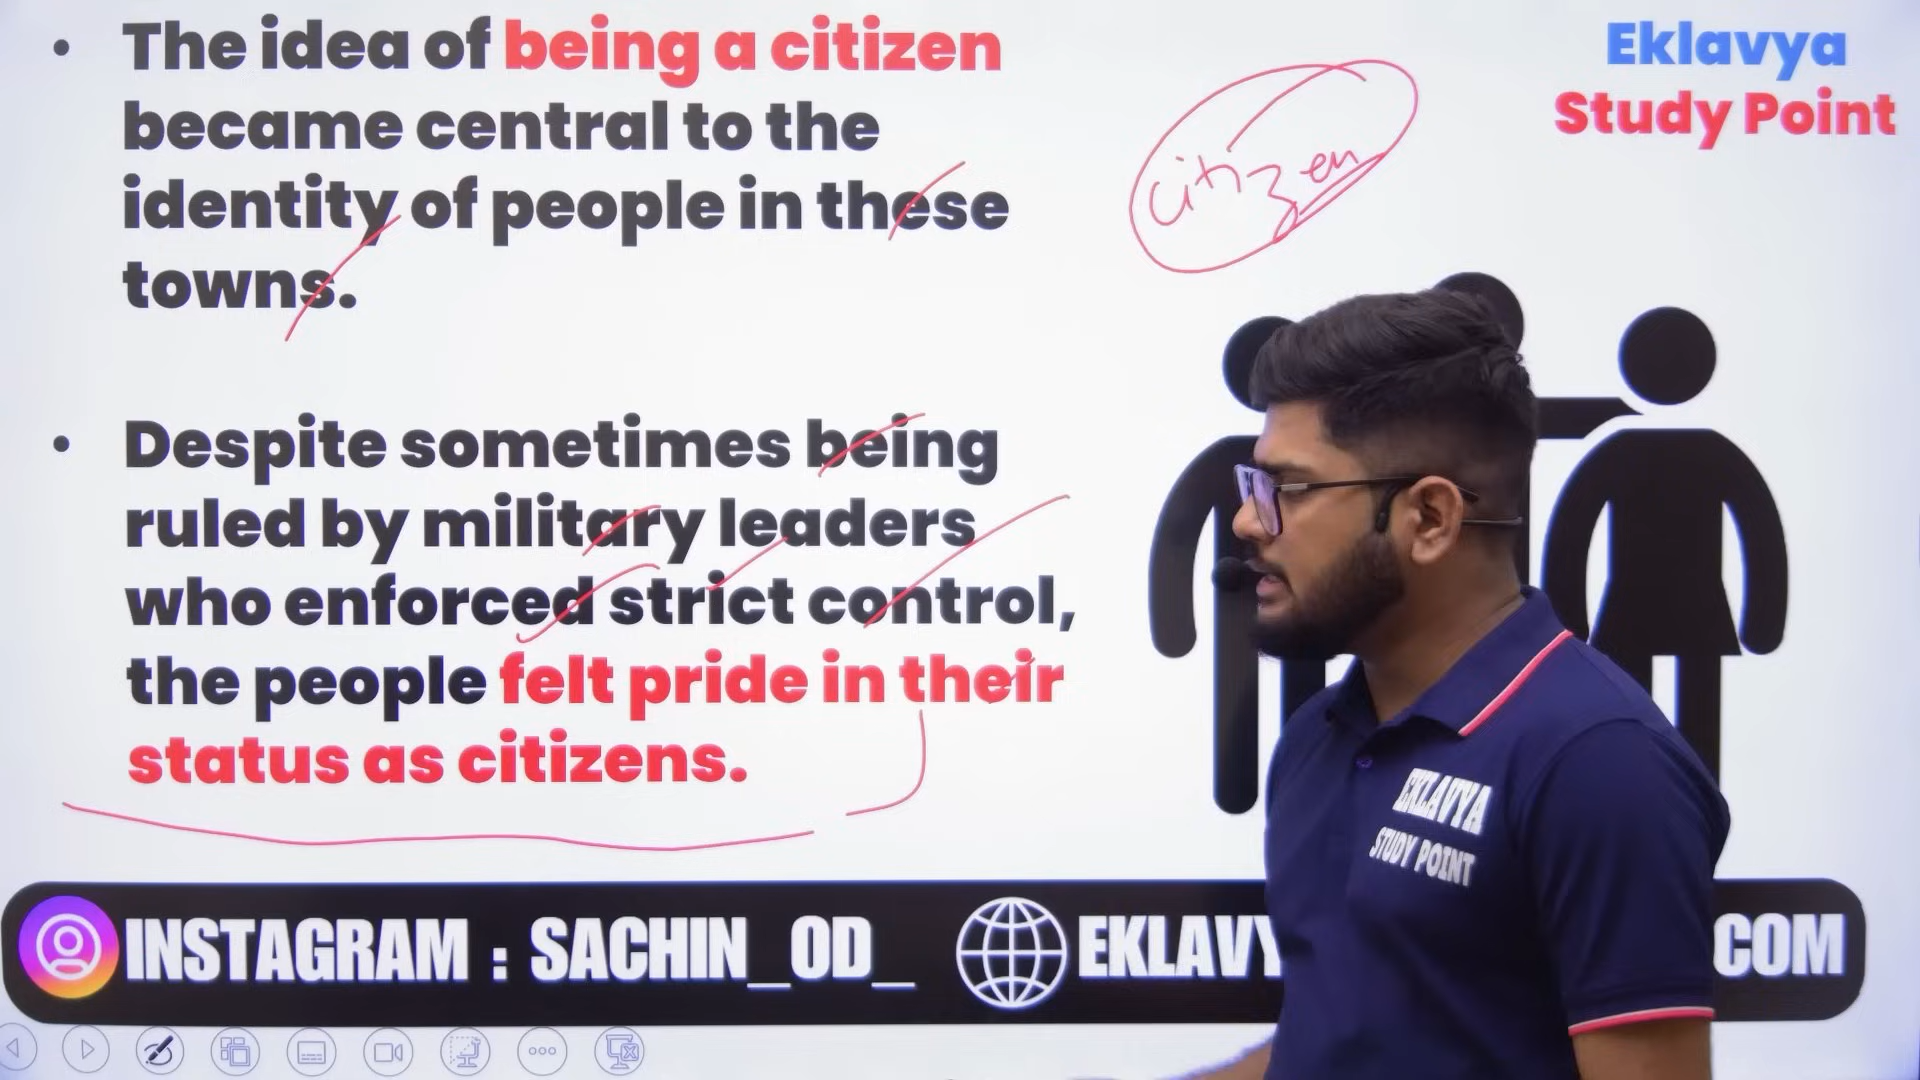 • The idea of being a citizen
became central to the
identity of people in these
towns.
• Despite sometimes being
ruled by military leaders
who enforced strict control,
the people felt pride in their
status as citizens.
Eklavya
Study Point
citizen
EKLAVYA
STUDY POINT
INSTAGRAM : SACHIN_OD_
EKLAVY
COM